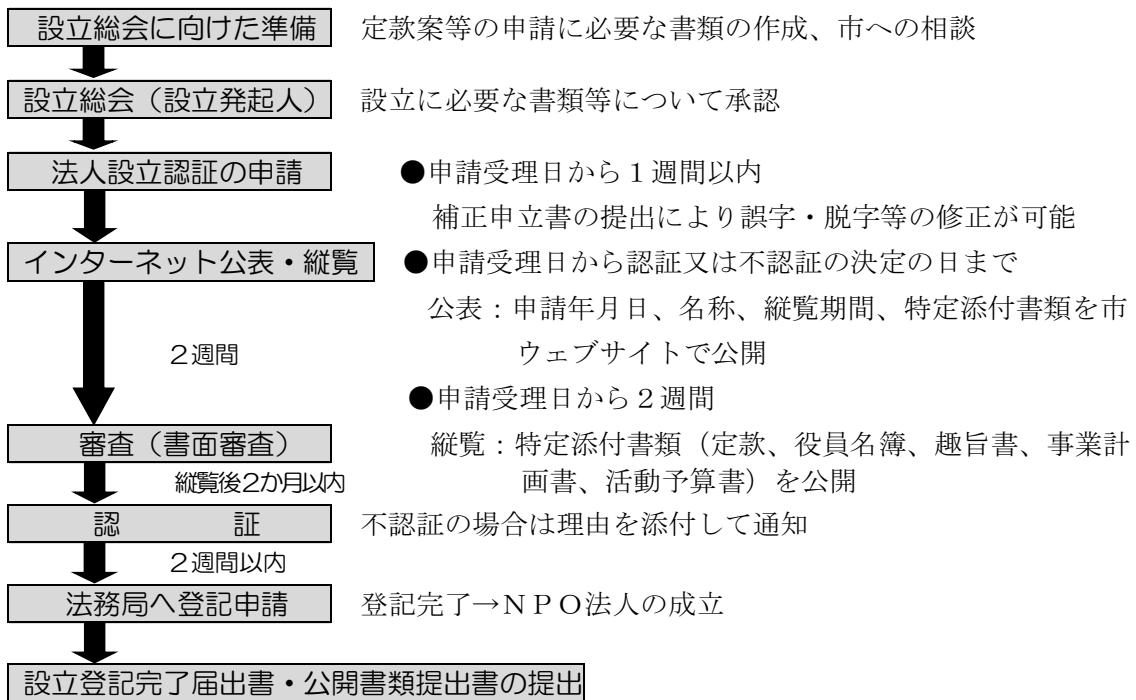 設立総会に向けた準備 定款案等の申請に必要な書類の作成、市への相談
設立総会（設立発起人） 設立に必要な書類等について承認
法人設立認証の申請 ●申請受理日から１週間以内
補正申立書の提出により誤字・脱字等の修正が可能
インターネット公表・縦覧 ●申請受理日から認証又は不認証の決定の日まで
公表：申請年月日、名称、縦覧期間、特定添付書類を市
２週間 ウェブサイトで公開
●申請受理日から２週間
審査（書面審査） 縦覧：特定添付書類（定款、役員名簿、趣旨書、事業計
縦覧後2か月以内 画書、活動予算書）を公開
認 証 不認証の場合は理由を添付して通知
２週間以内
法務局へ登記申請 登記完了→ＮＰＯ法人の成立
設立登記完了届出書・公開書類提出書の提出